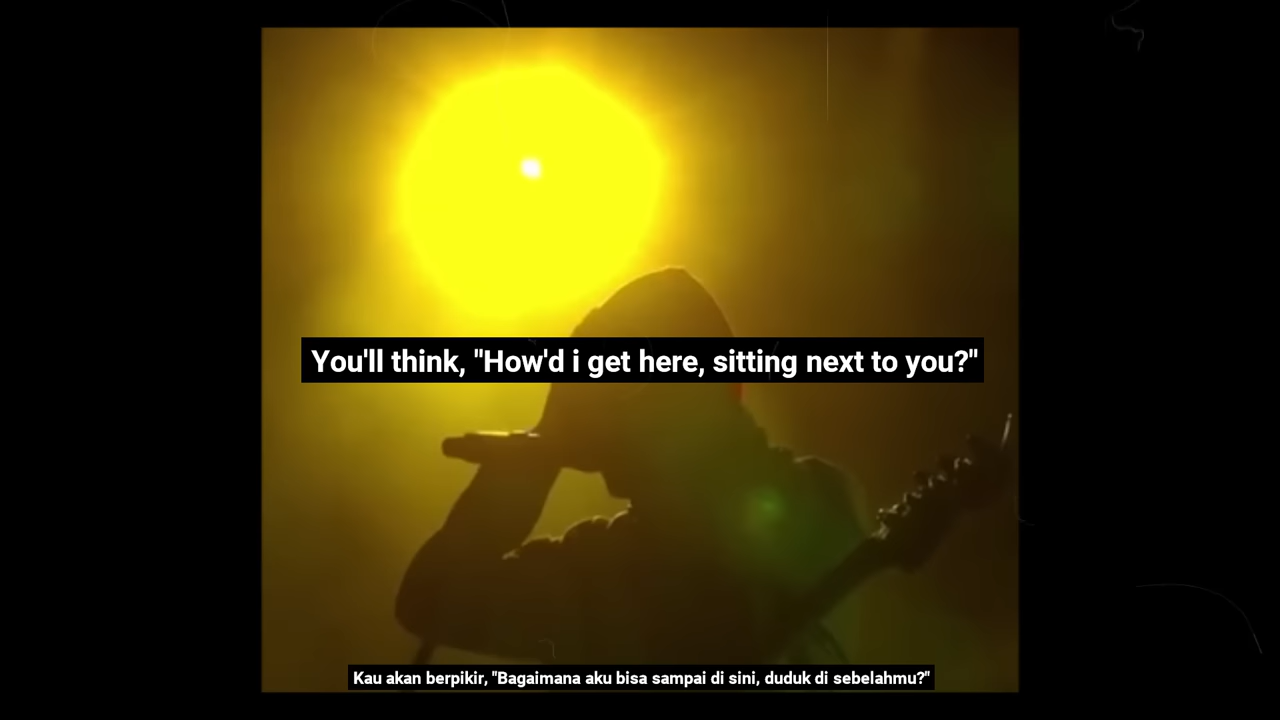 You'll think, "How'd i get here, sitting next to you?"
Kau akan berpikir, "Bagaimana aku bisa sampai di sini, duduk di sebelahmu?"